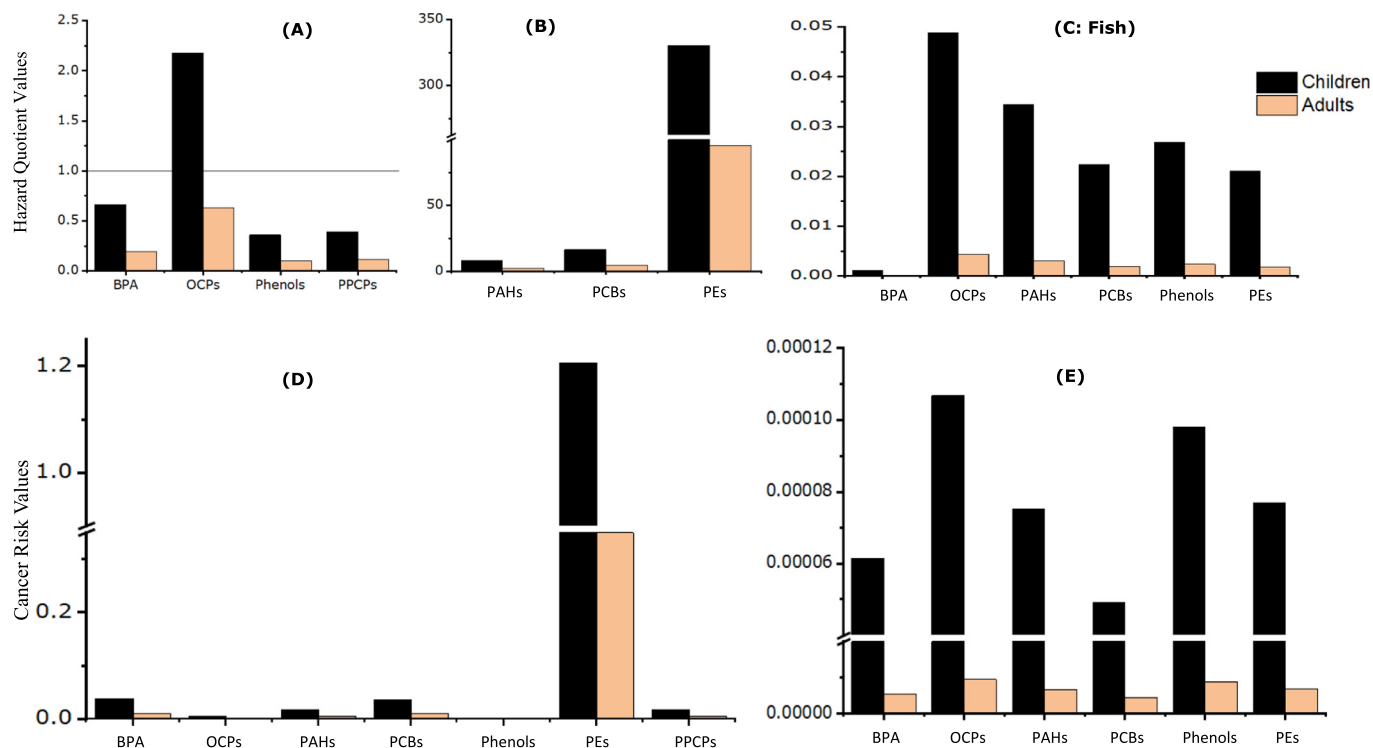 Hazard Quotient Values
(A)
2.5
2.0
1.5
1.0
0.5
0.0
BPA OCPs Phenols PPCPs
(B)
350
300
50
0
PAHs PCBs PEs
(C: Fish)
0.05
0.04
0.03
0.02
0.01
0.00
BPA OCPs PAHs PCBs Phenols PEs
Children
Adults
Cancer Risk Values
(D)
1.2
1.0
0.2
0.0
BPA OCPs PAHs PCBs Phenols PEs PPCPs
(E)
0.00012
0.00010
0.00008
0.00006
0.00000
BPA OCPs PAHs PCBs Phenols PEs